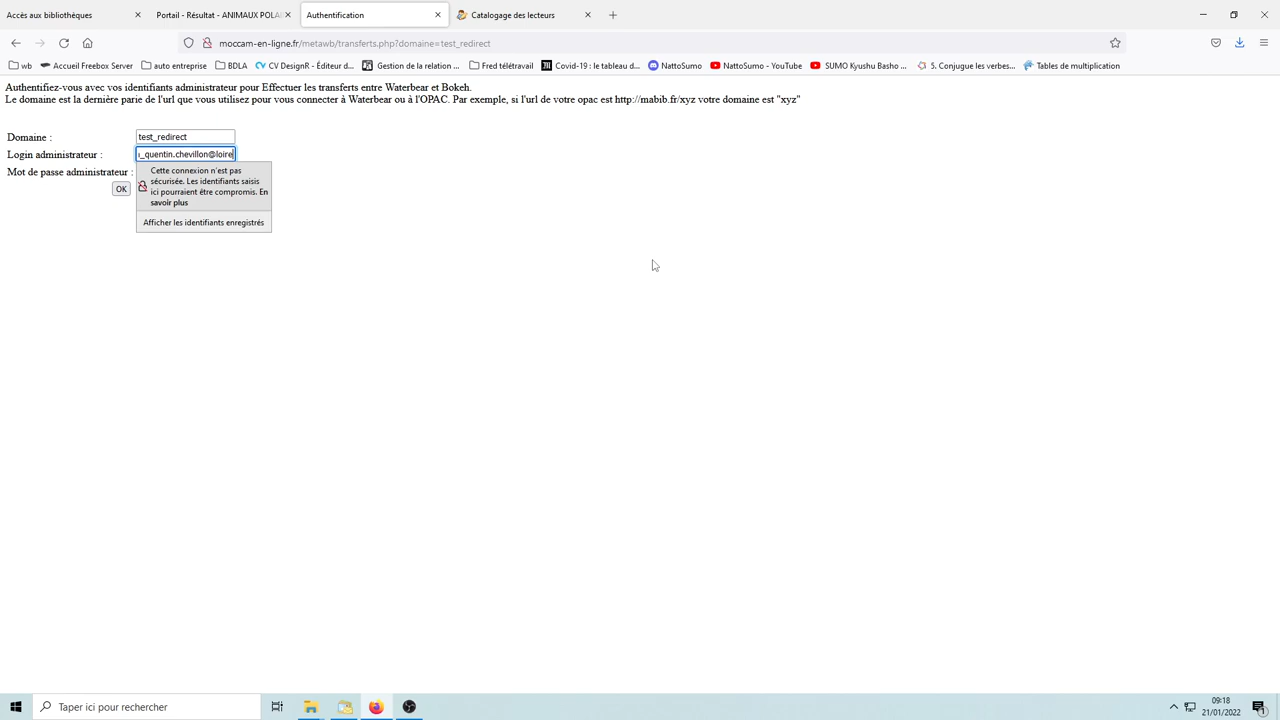 Accès aux bibliothèques
Portail - Résultat - ANIMAUX POLAI
Authentification
Catalogage des lecteurs
moccam-en-ligne.fr/metawb/transferts.php?domaine=test_redirect
wb
Accueil Freebox Server
auto entreprise
BDLA
CV DesignR - Éditeur d...
Gestion de la relation ...
Fred télétravail
Covid-19 : le tableau d...
NattoSumo
NattoSumo - YouTube
SUMO Kyushu Basho ...
5. Conjugue les verbes...
Tables de multiplication
Authentifiez-vous avec vos identifiants administrateur pour Effectuer les transferts entre Waterbear et Bokeh.
Le domaine est la dernière parie de l'url que vous utilisez pour vous connecter à Waterbear ou à l'OPAC. Par exemple, si l'url de votre opac est http://mabib.fr/xyz votre domaine est "xyz"
Domaine :
test_redirect
Login administrateur :
_quentin.chevillon@loire
Mot de passe administrateur :
Cette connexion n'est pas
sécurisée. Les identifiants saisis
ici pourraient être compromis. En
savoir plus
OK
Afficher les identifiants enregistrés
Taper ici pour rechercher
09:18
21/01/2022
1